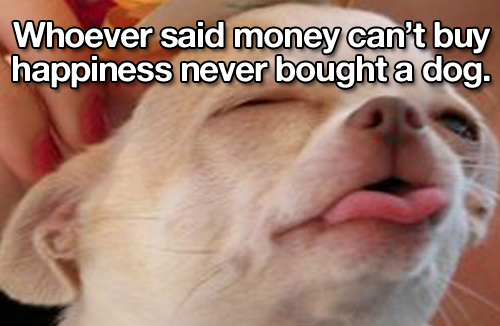 Whoever said money can't buy
happiness never bought a dog.